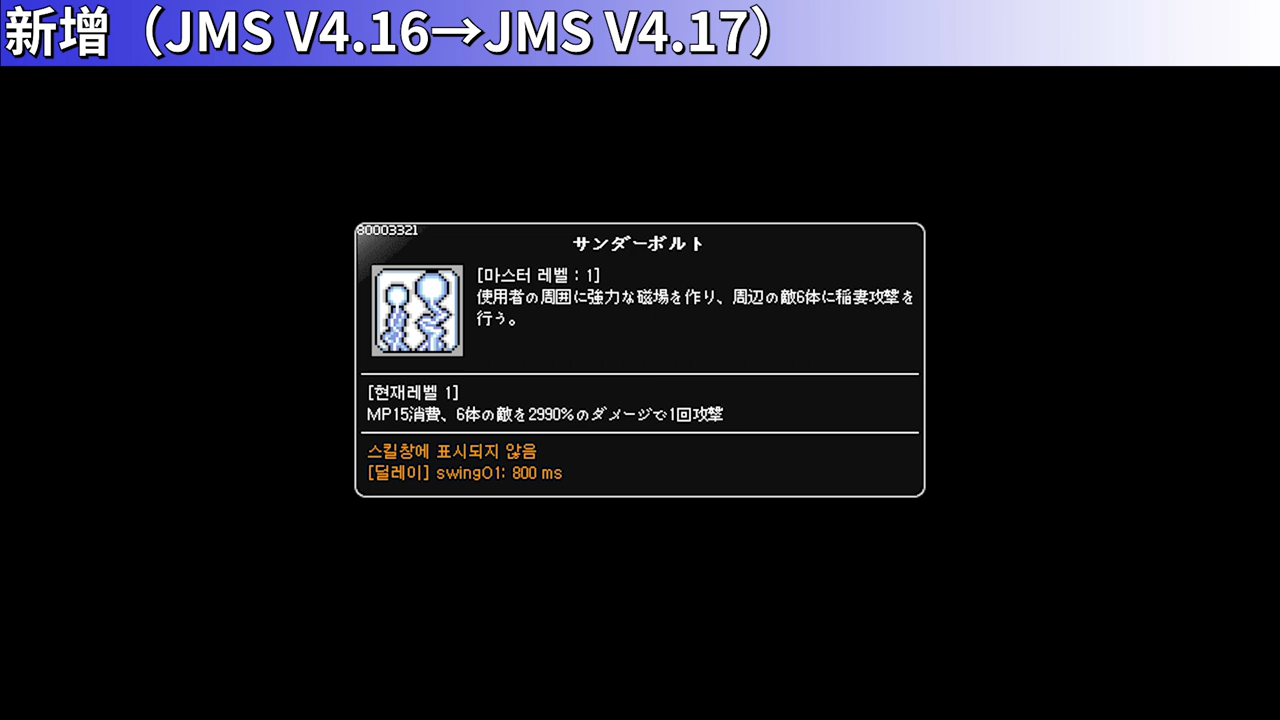 新增（JMS V4.16→JMS V4.17）
80003321
サンダーボルト
[마스터 레벨 : 1]
使用者の周囲に強力な磁場を作り、周辺の敵6体に稲妻攻撃を
行う。
[현재레벨 1]
MP15消費、6体の敵を2990%のダメージで1回攻撃
스킬창에 표시되지 않음
[딜레이] swingO1: 800 ms